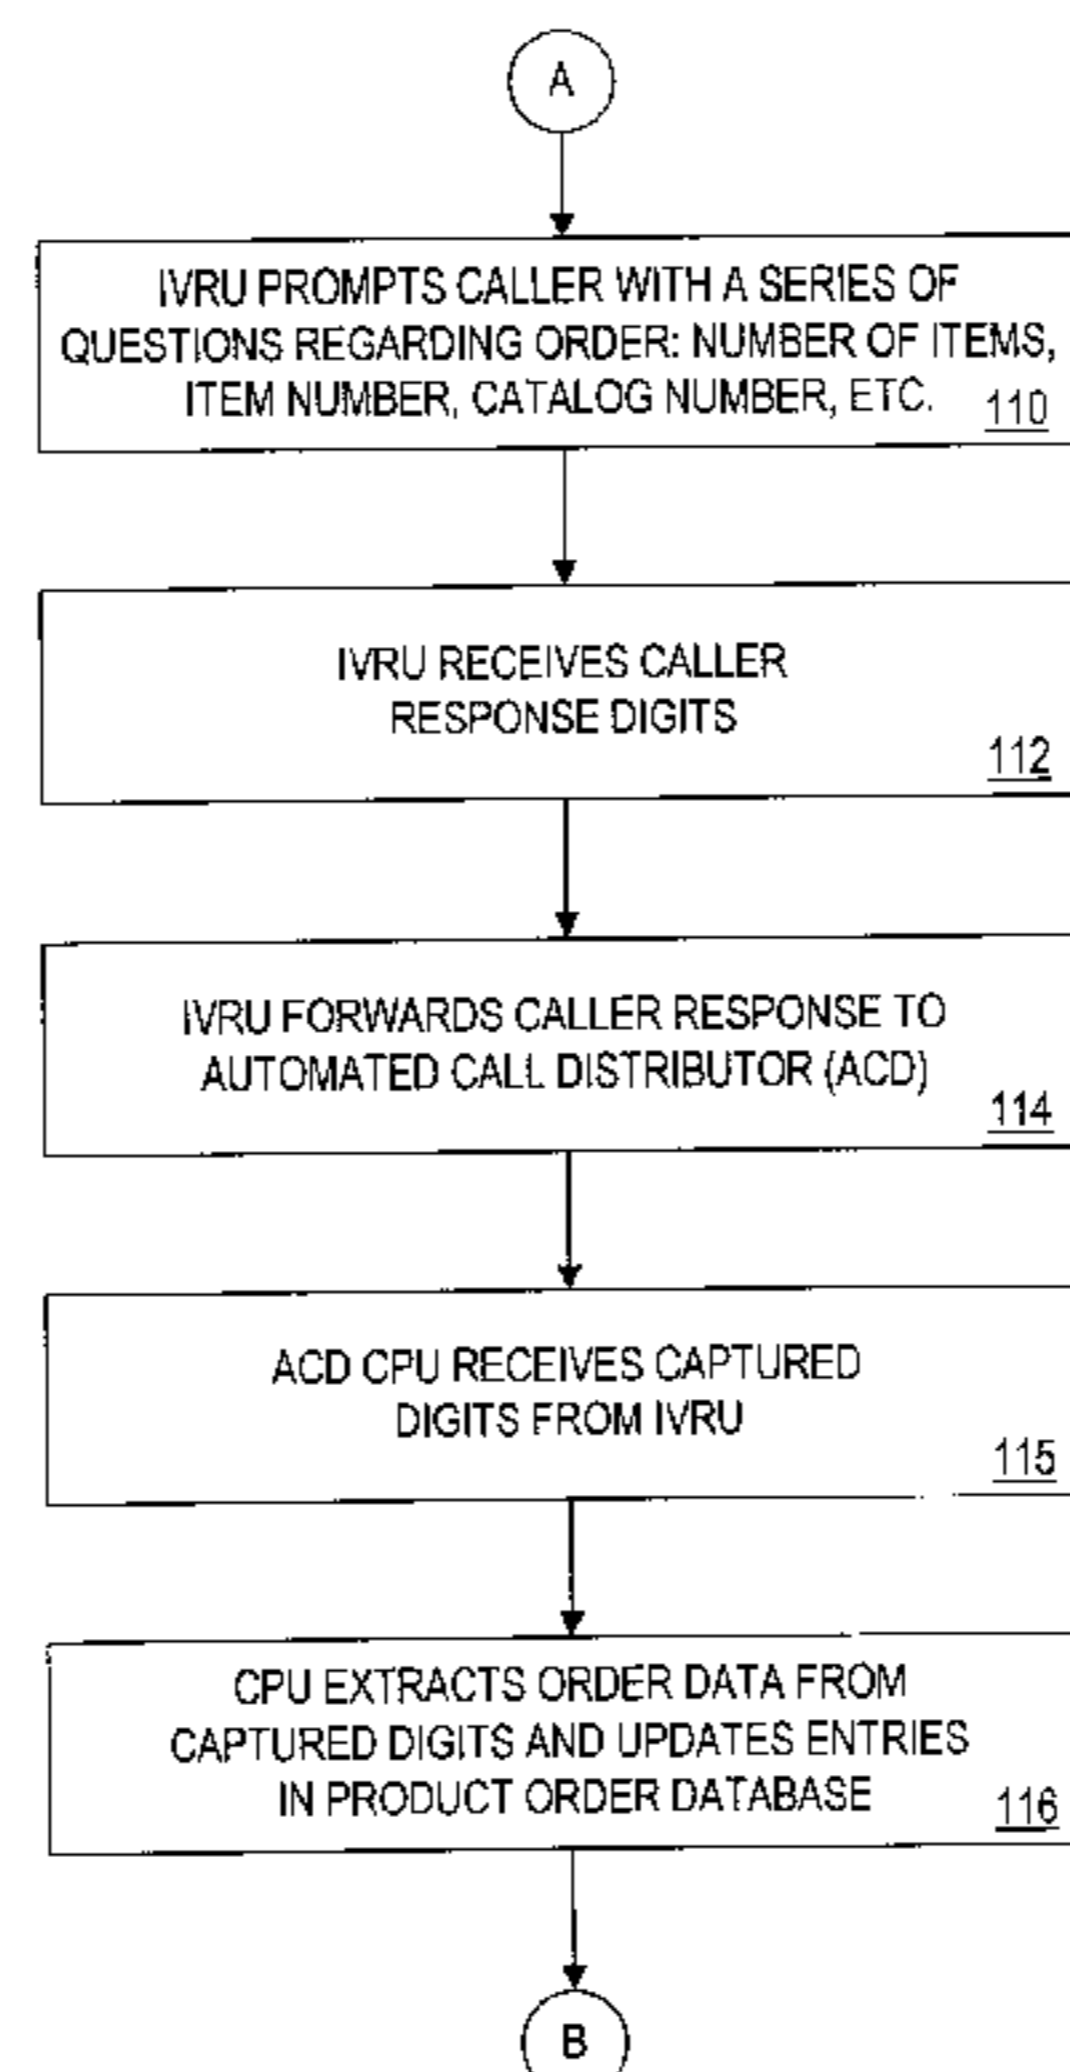 A
IVRU PROMPTS CALLER WITH A SERIES OF
QUESTIONS REGARDING ORDER: NUMBER OF ITEMS,
ITEM NUMBER, CATALOG NUMBER, ETC.
110
IVRU RECEIVES CALLER
RESPONSE DIGITS
112
IVRU FORWARDS CALLER RESPONSE TO
AUTOMATED CALL DISTRIBUTOR (ACD)
114
ACD CPU RECEIVES CAPTURED
DIGITS FROM IVRU
115
CPU EXTRACTS ORDER DATA FROM
CAPTURED DIGITS AND UPDATES ENTRIES
IN PRODUCT ORDER DATABASE
116
B